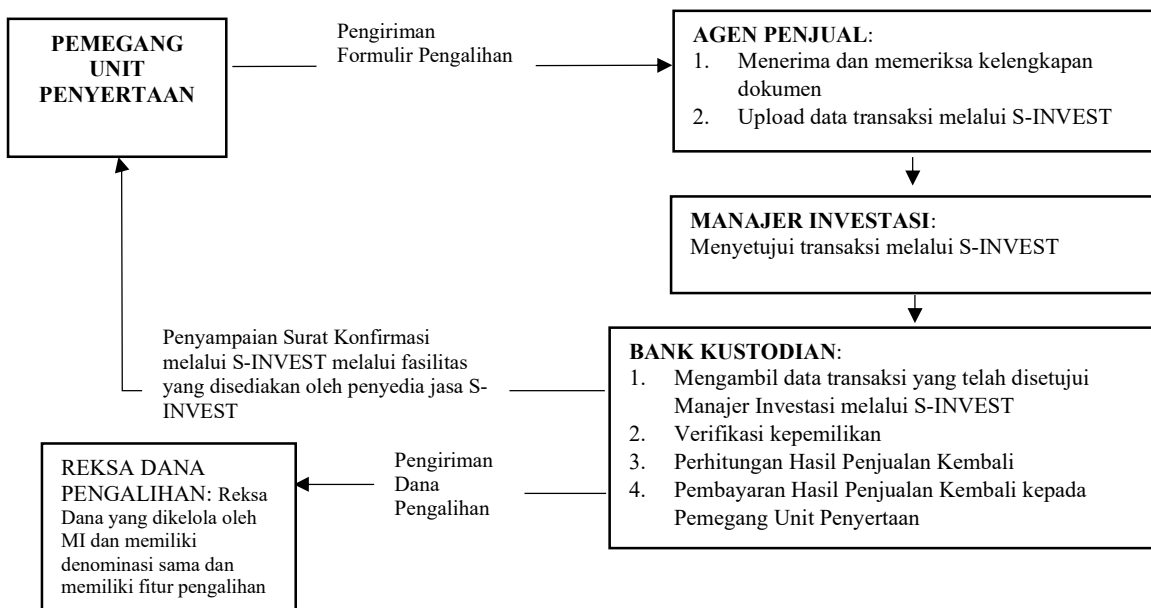 PEMEGANG
UNIT
PENYERTAAN
Pengiriman
Formulir Pengalihan
AGEN PENJUAL:
1. Menerima dan memeriksa kelengkapan
dokumen
2. Upload data transaksi melalui S-INVEST
MANAJER INVESTASI:
Menyetujui transaksi melalui S-INVEST
Penyampaian Surat Konfirmasi
melalui S-INVEST melalui fasilitas
yang disediakan oleh penyedia jasa S-
INVEST
BANK KUSTODIAN:
1. Mengambil data transaksi yang telah disetujui
Manajer Investasi melalui S-INVEST
2. Verifikasi kepemilikan
3. Perhitungan Hasil Penjualan Kembali
4. Pembayaran Hasil Penjualan Kembali kepada
Pemegang Unit Penyertaan
Pengiriman
Dana
Pengalihan
REKSA DANA
PENGALIHAN: Reksa
Dana yang dikelola oleh
MI dan memiliki
denominasi sama dan
memiliki fitur pengalihan